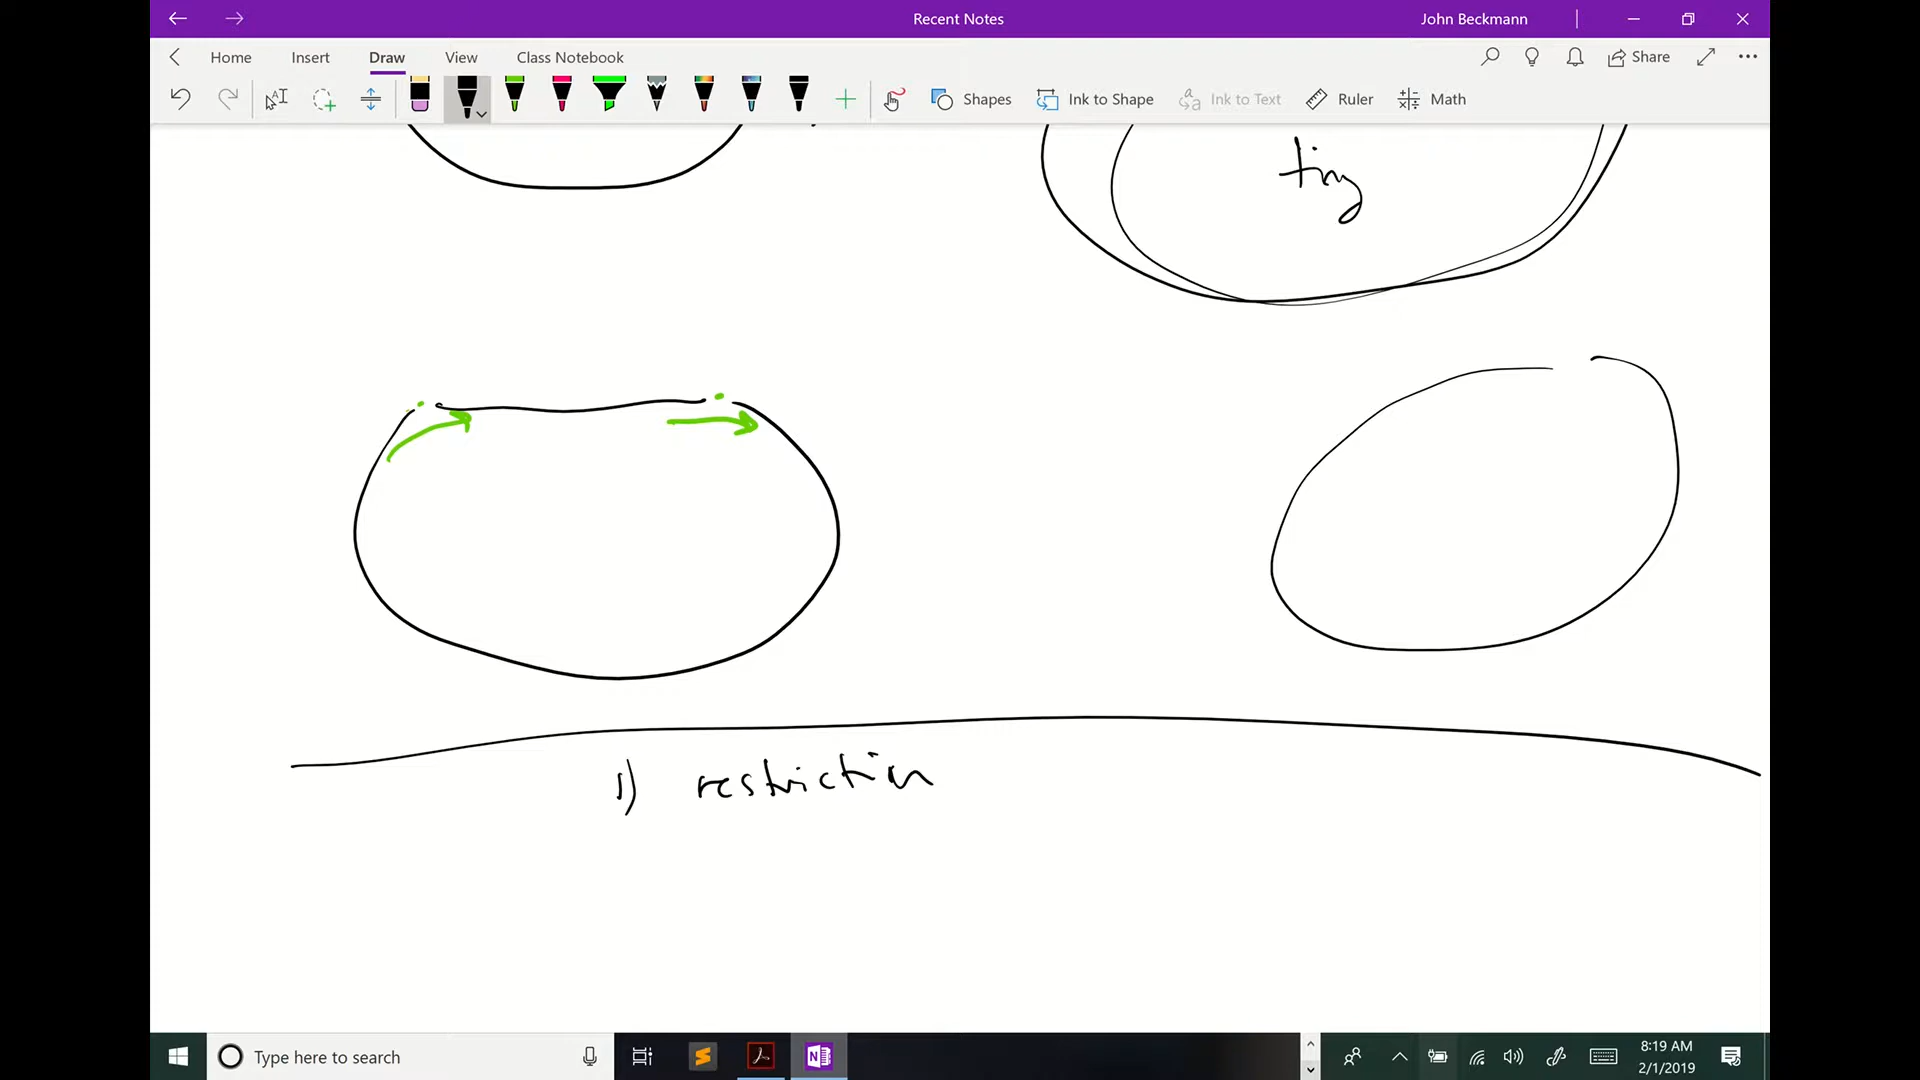 Recent Notes
John Beckmann
Home Insert Draw View Class Notebook
Share
Shapes Ink to Shape Ink to Text Ruler Math
tiny
1) restriction
Type here to search
8:19 AM
2/1/2019